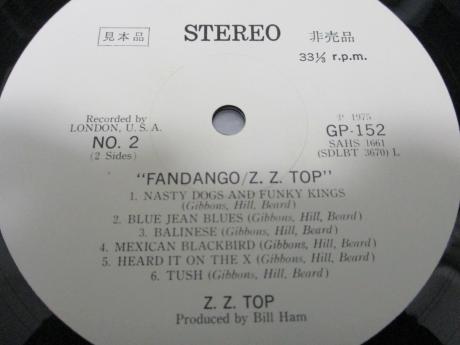 見本品
STEREO
非売品
33⅓ r.p.m.
Recorded by
LONDON, U. S. A.
NO. 2
(2 Sides)
℗ 1975
GP-152
SAHS 1661
(SDLBT 3670) L
"FANDANGO/Z. Z. TOP"
1. NASTY DOGS AND FUNKY KINGS
(Gibbons, Hill, Beard)
2. BLUE JEAN BLUES (Gibbons, Hill, Beard)
3. BALINESE (Gibbons, Hill, Beard)
4. MEXICAN BLACKBIRD (Gibbons, Hill, Beard)
5. HEARD IT ON THE X (Gibbons, Hill, Beard)
6. TUSH (Gibbons, Hill, Beard)
Z. Z. TOP
Produced by Bill Ham